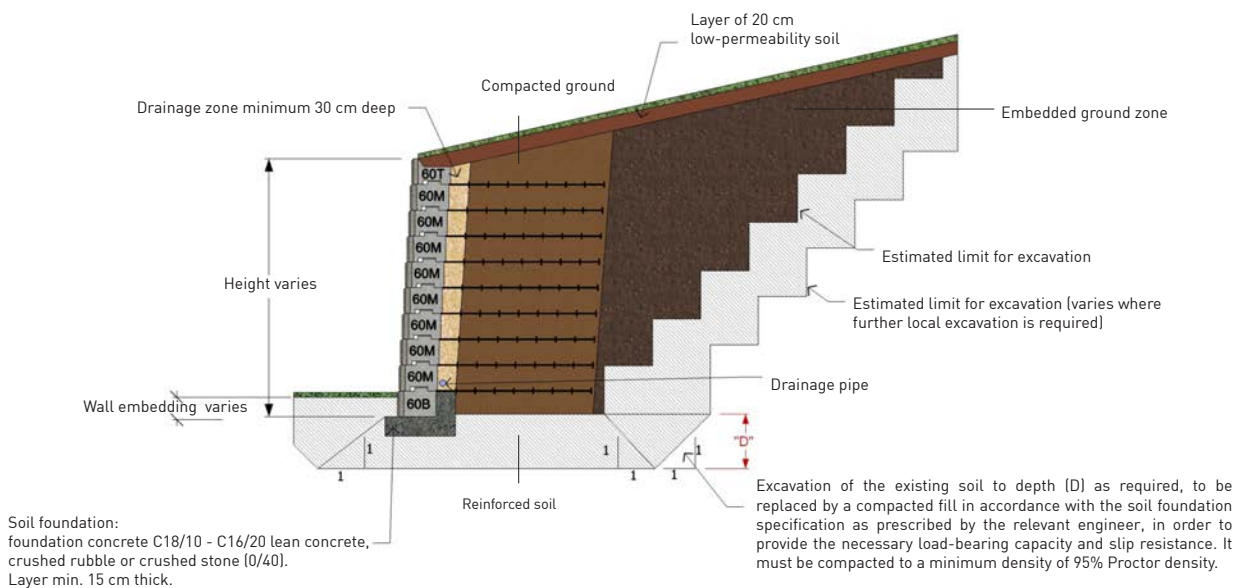 Layer of 20 cm
low-permeability soil
Compacted ground
Drainage zone minimum 30 cm deep
Embedded ground zone
60T
60M
60M
60M
60M
60M
60M
60M
60M
60B
Height varies
Estimated limit for excavation
Estimated limit for excavation (varies where
further local excavation is required)
Drainage pipe
Wall embedding varies
"D"
1
1
1
1
1
1
Reinforced soil
Soil foundation:
foundation concrete C18/10 - C16/20 lean concrete,
crushed rubble or crushed stone (0/40).
Layer min. 15 cm thick.
Excavation of the existing soil to depth (D) as required, to be
replaced by a compacted fill in accordance with the soil foundation
specification as prescribed by the relevant engineer, in order to
provide the necessary load-bearing capacity and slip resistance. It
must be compacted to a minimum density of 95% Proctor density.